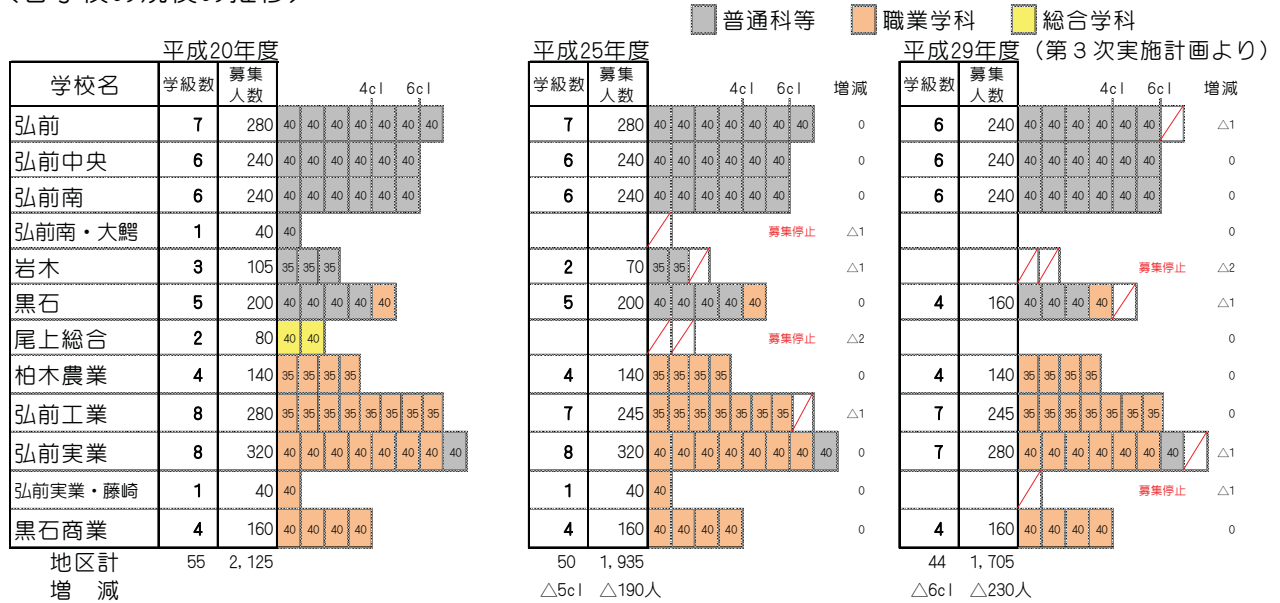 普通科等 職業学科 総合学科
平成20年度 平成25年度 平成29年度（第３次実施計画より）
学校名 学級数 募集人数 4cl 6cl 学級数 募集人数 4cl 6cl 増減 学級数 募集人数 4cl 6cl 増減
弘前 7 280 40 40 40 40 40 40 40 7 280 40 40 40 40 40 40 40 0 6 240 40 40 40 40 40 40 △1
弘前中央 6 240 40 40 40 40 40 40 6 240 40 40 40 40 40 40 0 6 240 40 40 40 40 40 40 0
弘前南 6 240 40 40 40 40 40 40 6 240 40 40 40 40 40 40 0 6 240 40 40 40 40 40 40 0
弘前南・大鰐 1 40 40 募集停止 △1 0
岩木 3 105 35 35 35 2 70 35 35 △1 募集停止 △2
黒石 5 200 40 40 40 40 40 5 200 40 40 40 40 40 0 4 160 40 40 40 40 △1
尾上総合 2 80 40 40 募集停止 △2 0
柏木農業 4 140 35 35 35 35 4 140 35 35 35 35 0 4 140 35 35 35 35 0
弘前工業 8 280 35 35 35 35 35 35 35 35 7 245 35 35 35 35 35 35 35 △1 7 245 35 35 35 35 35 35 35 0
弘前実業 8 320 40 40 40 40 40 40 40 40 8 320 40 40 40 40 40 40 40 40 0 7 280 40 40 40 40 40 40 40 △1
弘前実業・藤崎 1 40 40 1 40 40 0 募集停止 △1
黒石商業 4 160 40 40 40 40 4 160 40 40 40 40 0 4 160 40 40 40 40 0
地区計 55 2,125 50 1,935 44 1,705
増 減 △5cl △190人 △6cl △230人